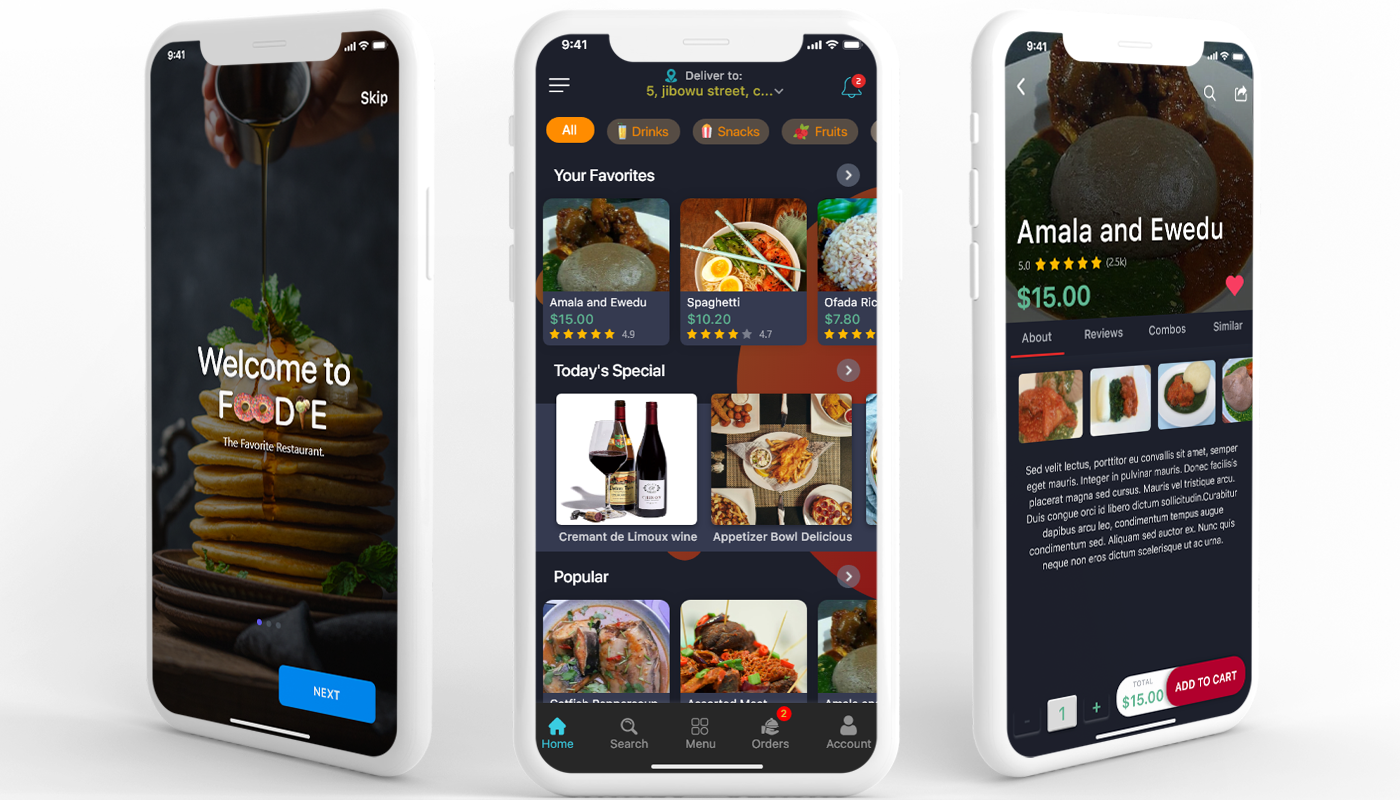 9:41
Skip
Welcome to
FOODIE
The Favorite Restaurant.
NEXT
9:41
Deliver to:
5, jibowu street, c...
2
All
Drinks
Snacks
Fruits
Your Favorites
Amala and Ewedu
Spaghetti
Ofada Ric
$15.00
$10.20
$7.80
4.9
4.7
Today's Special
Cremant de Limoux wine
Appetizer Bowl Delicious
Popular
Catfish Peppersoup
Assorted Meat
Amala an
2
Home
Search
Menu
Orders
Account
9:41
Amala and Ewedu
5.0
(2.5k)
$15.00
About
Reviews
Combos
Similar
Sed velit lectus, porttitor eu convallis sit amet, semper
eget mauris. Integer in pulvinar mauris. Donec facilisis
placerat magna sed cursus. Mauris vel tristique arcu.
Duis congue orci id libero dictum sollicitudin.Curabitur
dapibus arcu leo, condimentum tempus augue
condimentum sed. Aliquam sed auctor ex. Nunc quis
neque non eros dictum scelerisque ut ac urna.
-
1
+
TOTAL
$15.00
ADD TO CART